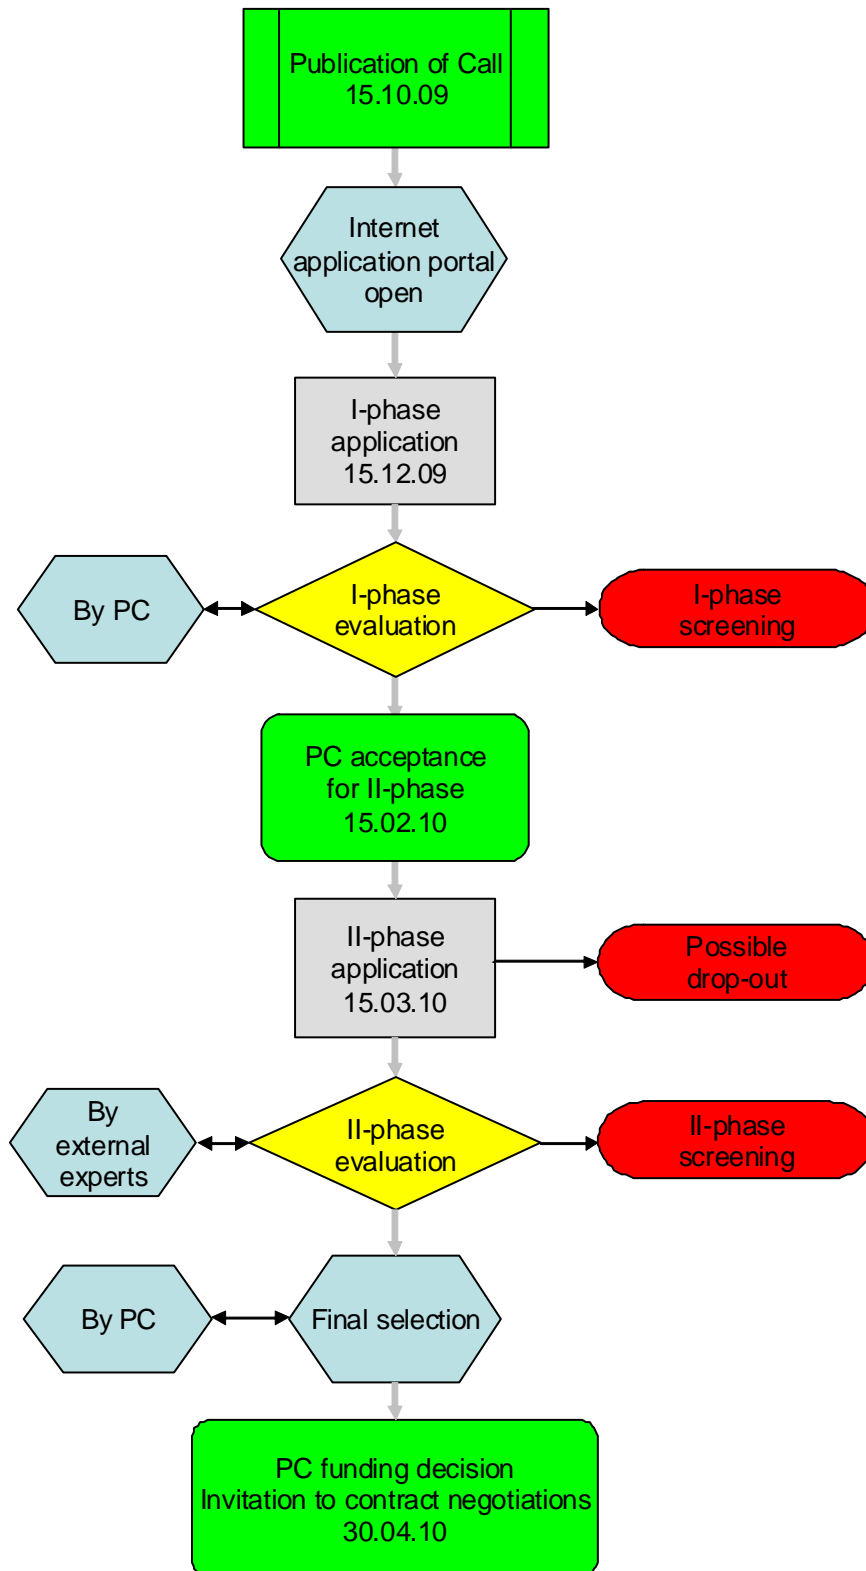 Publication of Call
15.10.09
Internet
application portal
open
I-phase
application
15.12.09
By PC
I-phase
evaluation
I-phase
screening
PC acceptance
for II-phase
15.02.10
II-phase
application
15.03.10
Possible
drop-out
By
external
experts
II-phase
evaluation
II-phase
screening
By PC
Final selection
PC funding decision
Invitation to contract negotiations
30.04.10